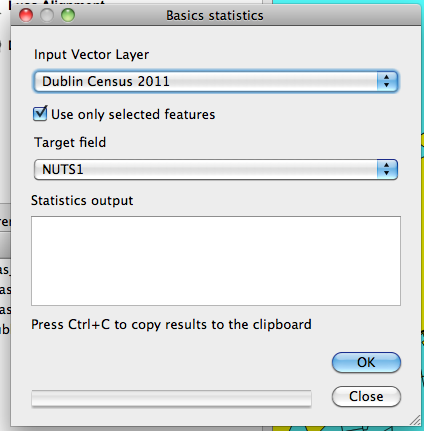 Basics statistics
Input Vector Layer
Dublin Census 2011
Use only selected features
Target field
NUTS1
Statistics output
Press Ctrl+C to copy results to the clipboard
OK
Close